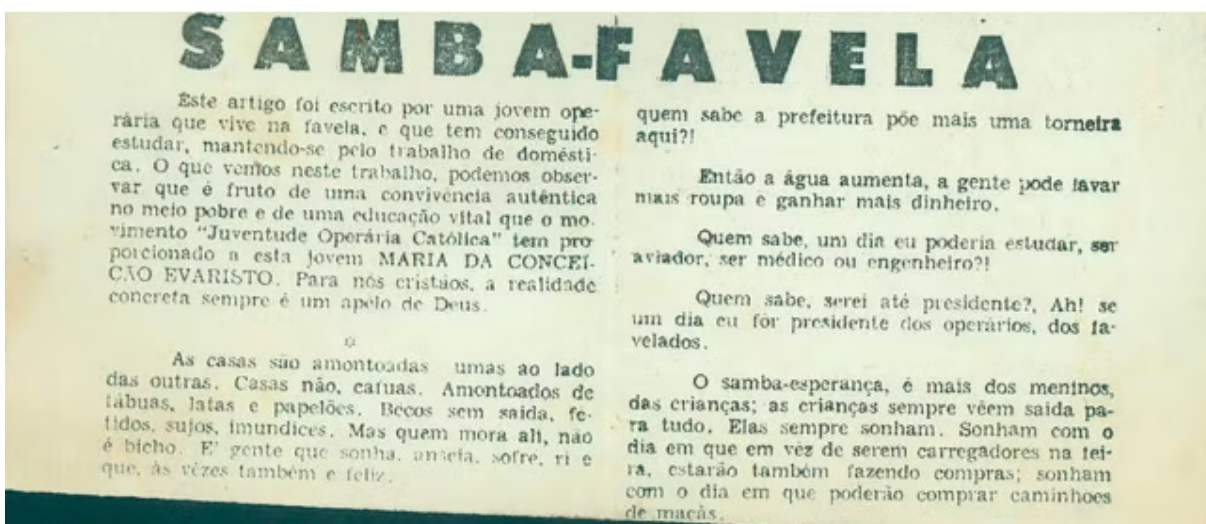 SAMBA-FAVELA
Este artigo foi escrito por uma jovem ope-
rária que vive na favela, e que tem conseguido
estudar, mantendo-se pelo trabalho de domésti-
ca. O que vemos neste trabalho, podemos obser-
var que é fruto de uma convivência autêntica
no meio pobre e de uma educação vital que o mo-
vimento "Juventude Operária Católica" tem pro
porcionado a esta jovem MARIA DA CONCEI-
CÃO EVARISTO. Para nós cristãos, a realidade
concreta sempre é um apelo de Deus.
As casas são amontoadas umas ao lado
das outras. Casas não, cafuas. Amontoados de
tábuas, latas e papelões. Becos sem saida, fe-
tidos, sujos, imundices. Mas quem mora ali, não
é bicho. E' gente que sonha, anseia, sofre, ri e
que, às vêzes também e feliz.
quem sabe a prefeitura põe mais uma torneira
aqui?!
Então a água aumenta, a gente pode lavar
mais roupa e ganhar mais dinheiro.
Quem sabe, um dia eu poderia estudar, ser
aviador, ser médico ou engenheiro?!
Quem sabe, serei até presidente?, Ah! se
um dia eu fôr presidente dos operários, dos fa-
velados.
O samba-esperança, é mais dos meninos,
das crianças; as crianças sempre vêem saída pa-
ra tudo. Elas sempre sonham. Sonham com o
dia em que em vêz de serem carregadores na fei-
ra, estarão também fazendo compras; sonham
com o dia em que poderão comprar caminhões
de maçãs.